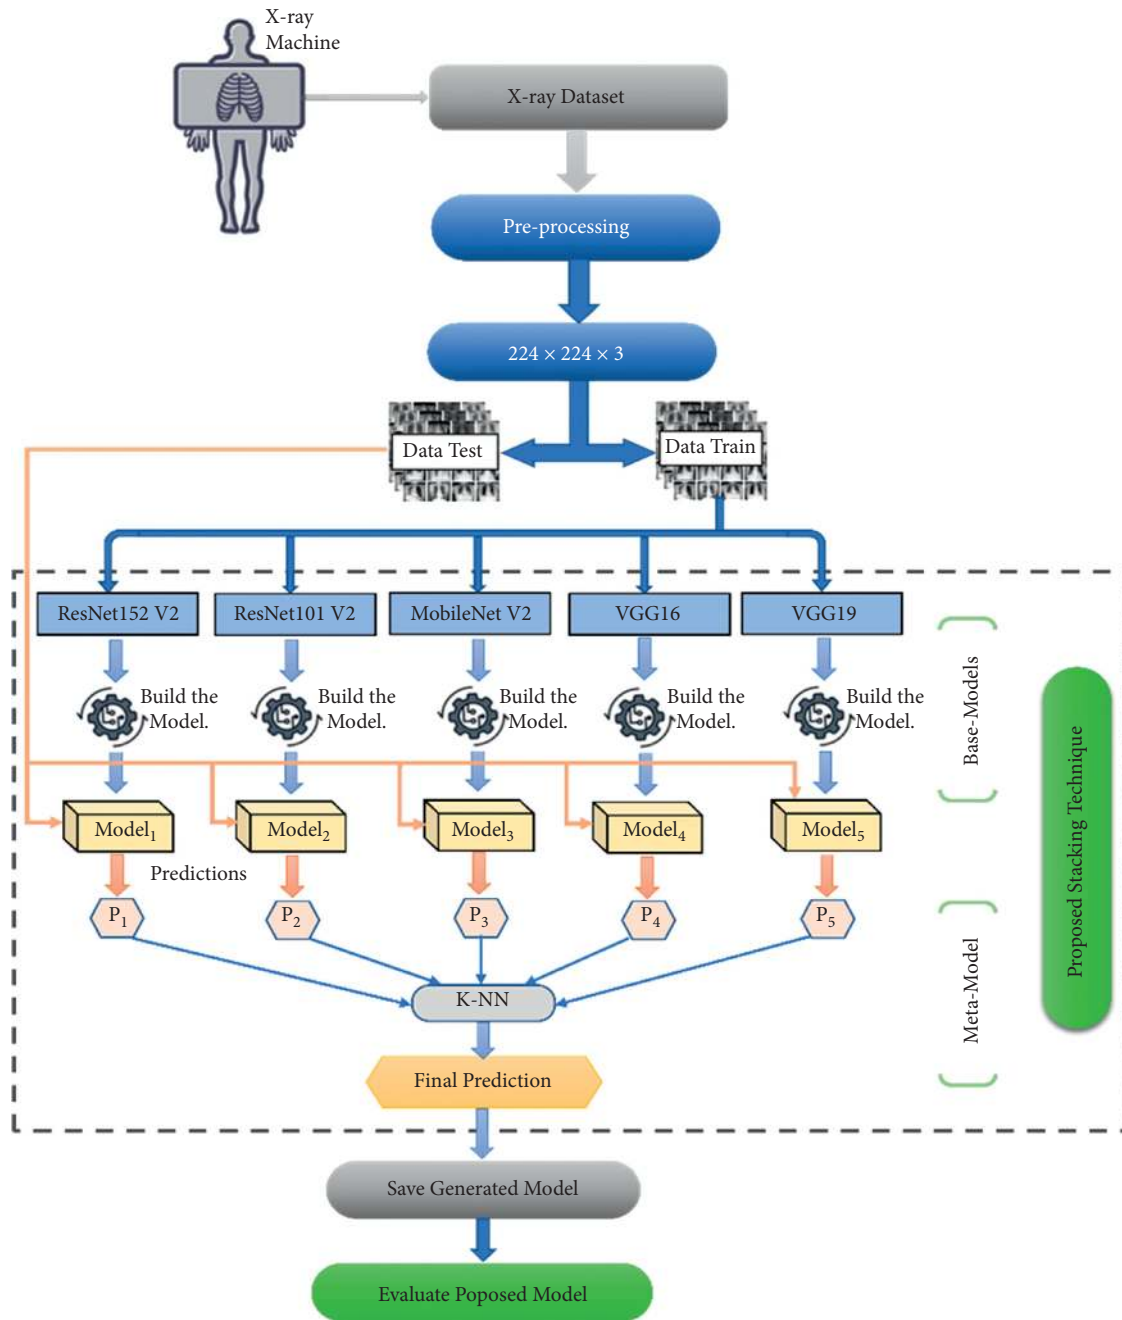 X-ray
Machine
X-ray Dataset
Pre-processing
224 × 224 × 3
Data Test
Data Train
ResNet152 V2
ResNet101 V2
MobileNet V2
VGG16
VGG19
Build the
Model.
Build the
Model.
Build the
Model.
Build the
Model.
Build the
Model.
Base-Models
Model1
Model2
Model3
Model4
Model5
Predictions
P1
P2
P3
P4
P5
K-NN
Final Prediction
Meta-Model
Proposed Stacking Technique
Save Generated Model
Evaluate Poposed Model